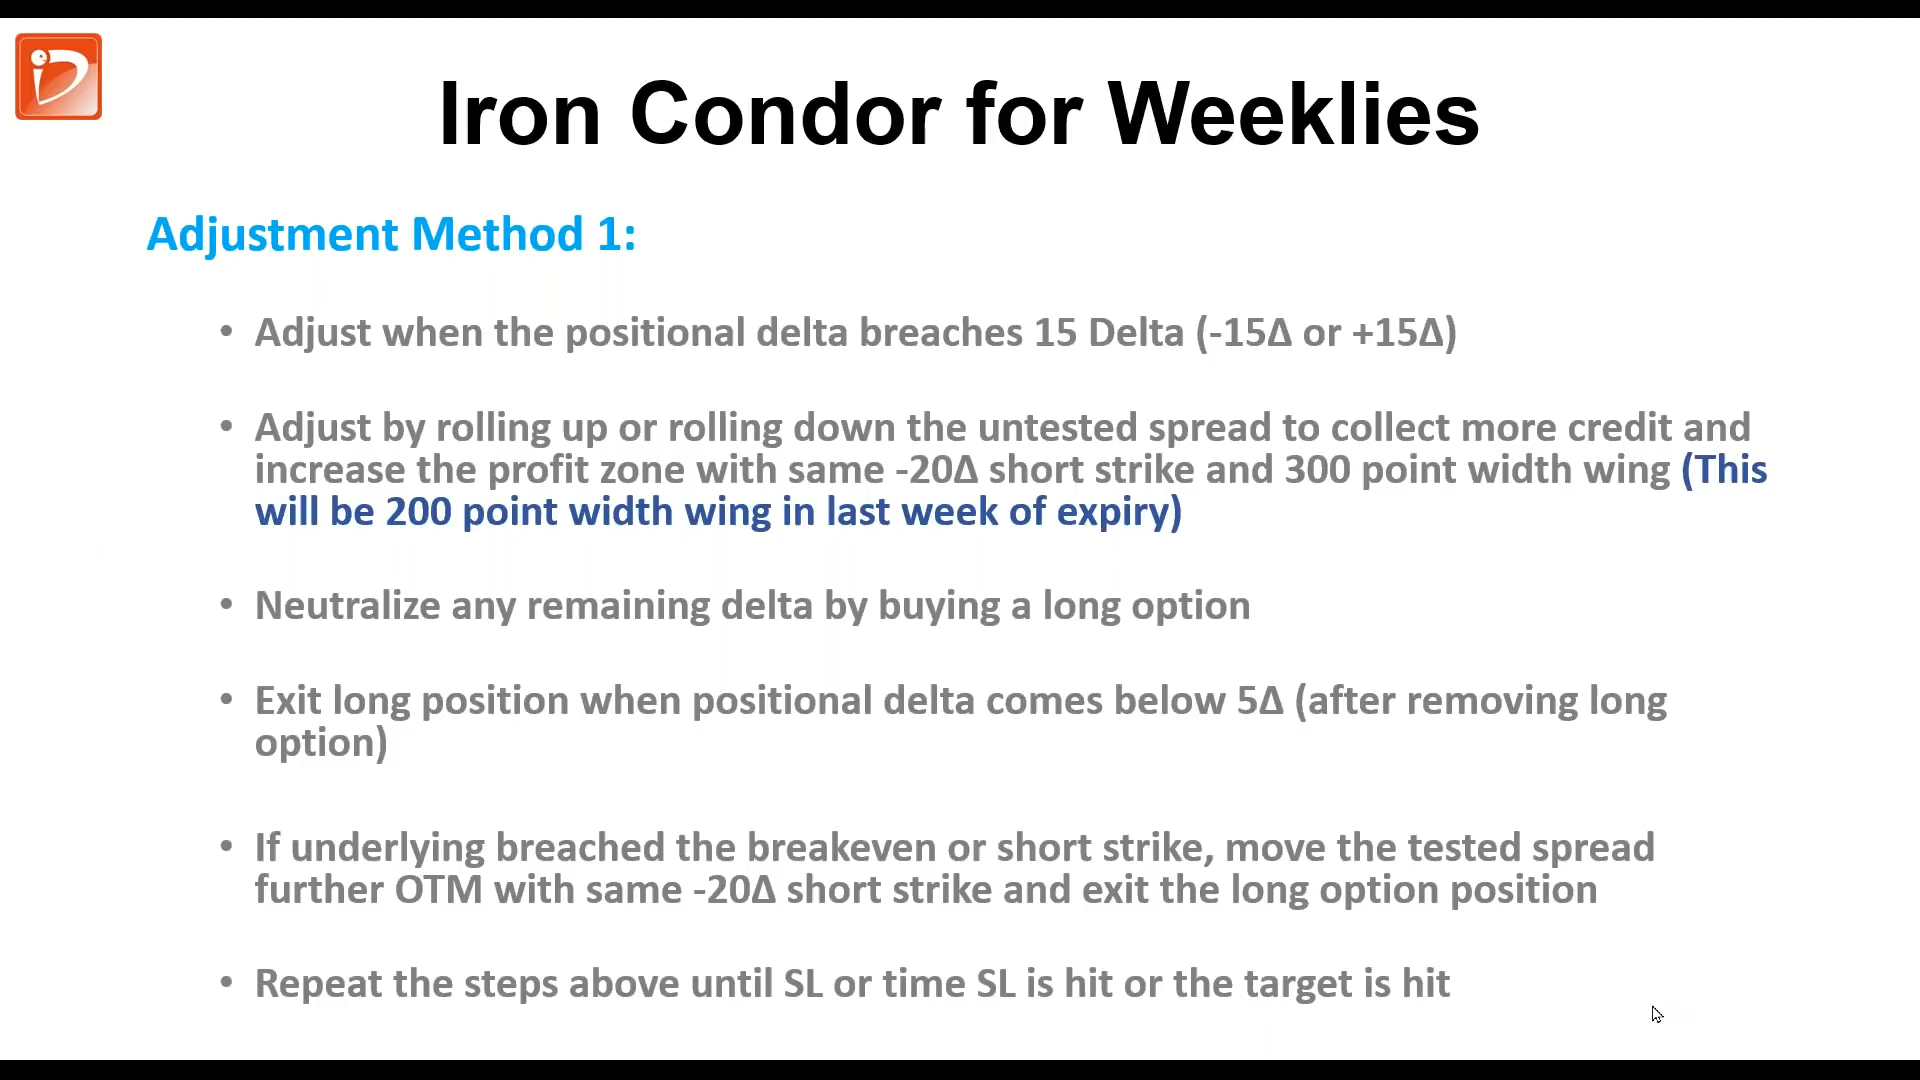 Iron Condor for Weeklies
Adjustment Method 1:
• Adjust when the positional delta breaches 15 Delta (-15Δ or +15Δ)
• Adjust by rolling up or rolling down the untested spread to collect more credit and
increase the profit zone with same -20Δ short strike and 300 point width wing (This
will be 200 point width wing in last week of expiry)
• Neutralize any remaining delta by buying a long option
• Exit long position when positional delta comes below 5Δ (after removing long
option)
• If underlying breached the breakeven or short strike, move the tested spread
further OTM with same -20Δ short strike and exit the long option position
• Repeat the steps above until SL or time SL is hit or the target is hit